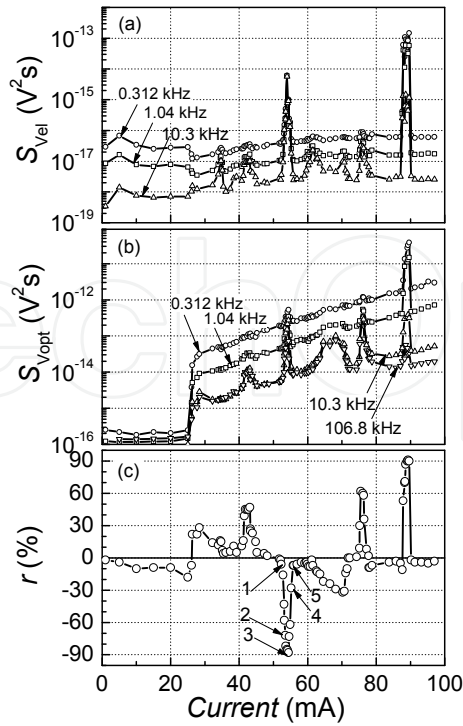 (a)
10⁻¹³
10⁻¹⁵
10⁻¹⁷
10⁻¹⁹
S_Vel (V²s)
0.312 kHz
1.04 kHz
10.3 kHz
(b)
10⁻¹²
10⁻¹⁴
10⁻¹⁶
S_Vopt (V²s)
0.312 kHz
1.04 kHz
10.3 kHz
106.8 kHz
(c)
90
60
30
0
-30
-60
-90
r (%)
1
2
3
4
5
0 20 40 60 80 100
Current (mA)